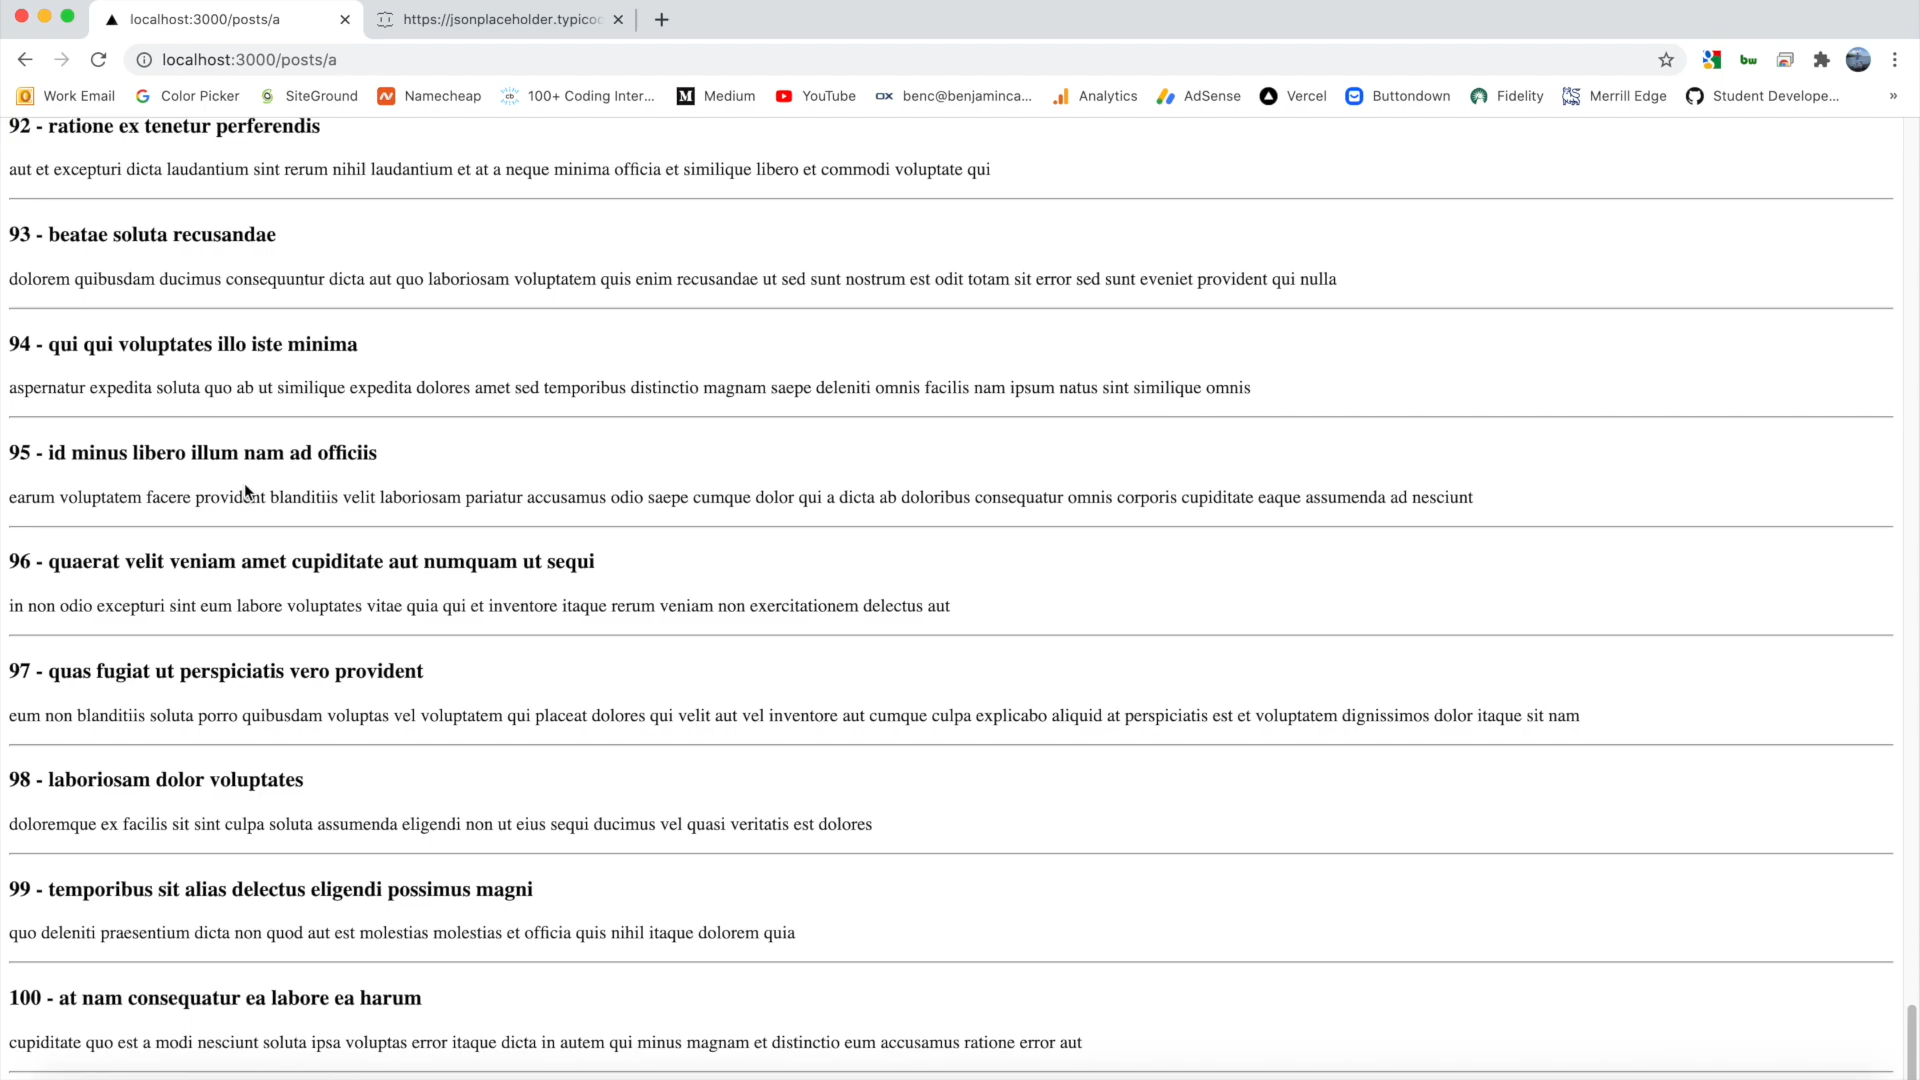 localhost:3000/posts/a
https://jsonplaceholder.typico
localhost:3000/posts/a
Work Email
Color Picker
SiteGround
Namecheap
100+ Coding Inter...
Medium
YouTube
benc@benjaminca...
Analytics
AdSense
Vercel
Buttondown
Fidelity
Merrill Edge
Student Develope...
92 - ratione ex tenetur perferendis
aut et excepturi dicta laudantium sint rerum nihil laudantium et at a neque minima officia et similique libero et commodi voluptate qui
93 - beatae soluta recusandae
dolorem quibusdam ducimus consequuntur dicta aut quo laboriosam voluptatem quis enim recusandae ut sed sunt nostrum est odit totam sit error sed sunt eveniet provident qui nulla
94 - qui qui voluptates illo iste minima
aspernatur expedita soluta quo ab ut similique expedita dolores amet sed temporibus distinctio magnam saepe deleniti omnis facilis nam ipsum natus sint similique omnis
95 - id minus libero illum nam ad officiis
earum voluptatem facere provident blanditiis velit laboriosam pariatur accusamus odio saepe cumque dolor qui a dicta ab doloribus consequatur omnis corporis cupiditate eaque assumenda ad nesciunt
96 - quaerat velit veniam amet cupiditate aut numquam ut sequi
in non odio excepturi sint eum labore voluptates vitae quia qui et inventore itaque rerum veniam non exercitationem delectus aut
97 - quas fugiat ut perspiciatis vero provident
eum non blanditiis soluta porro quibusdam voluptas vel voluptatem qui placeat dolores qui velit aut vel inventore aut cumque culpa explicabo aliquid at perspiciatis est et voluptatem dignissimos dolor itaque sit nam
98 - laboriosam dolor voluptates
doloremque ex facilis sit sint culpa soluta assumenda eligendi non ut eius sequi ducimus vel quasi veritatis est dolores
99 - temporibus sit alias delectus eligendi possimus magni
quo deleniti praesentium dicta non quod aut est molestias molestias et officia quis nihil itaque dolorem quia
100 - at nam consequatur ea labore ea harum
cupiditate quo est a modi nesciunt soluta ipsa voluptas error itaque dicta in autem qui minus magnam et distinctio eum accusamus ratione error aut